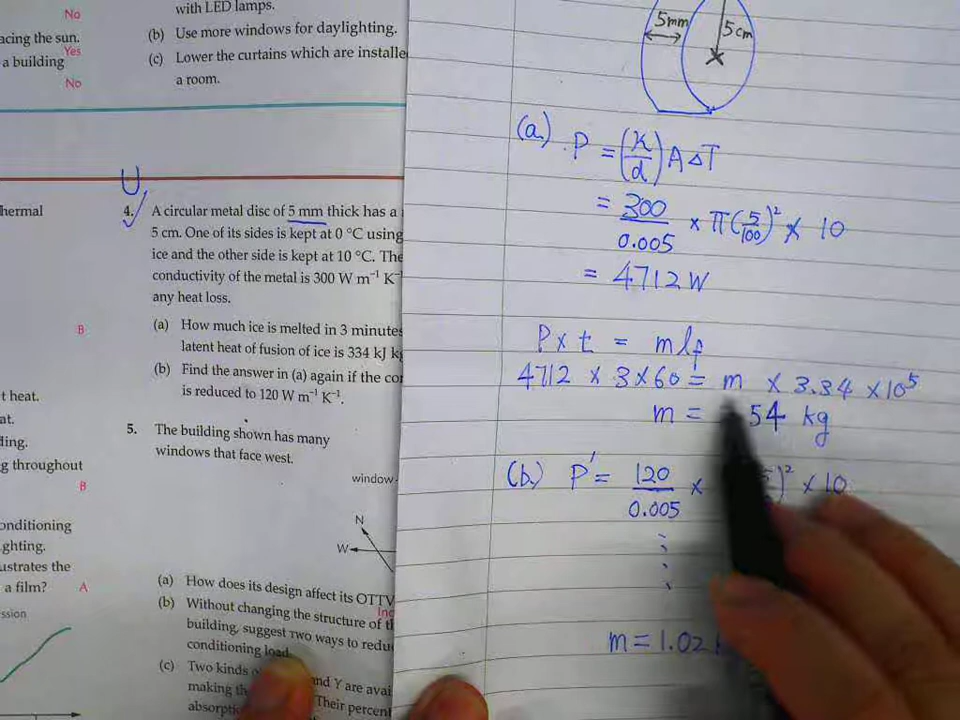 No
with LED lamps.
acing the sun.
Yes
(b) Use more windows for daylighting.
a building
(c) Lower the curtains which are installe
No
a room.
5mm
5cm
U
hermal
4. A circular metal disc of 5 mm thick has a
5 cm. One of its sides is kept at 0 °C using
ice and the other side is kept at 10 °C. The
conductivity of the metal is 300 W m⁻¹ K⁻
any heat loss.
B
(a) How much ice is melted in 3 minutes
latent heat of fusion of ice is 334 kJ k
(b) Find the answer in (a) again if the co
is reduced to 120 W m⁻¹ K⁻¹.
t heat.
at.
ding.
g throughout
B
5. The building shown has many
windows that face west.
window
N
W
onditioning
ghting.
ustrates the
a film?
A
ssion
(a) How does its design affect its OTTV
(b) Without changing the structure of t
building, suggest two ways to redu
conditioning load.
(c) Two kinds
and Y are avai
making th
Their percent
absorpti
(a.) P = (K/d) A ΔT
= 300/0.005 × π(5/100)² × 10
= 4712 W
P × t = m lf
4712 × 3 × 60 = m × 3.34 × 10⁵
m = 54 kg
(b.) P' = 120/0.005 × )² × 10
m = 1.02